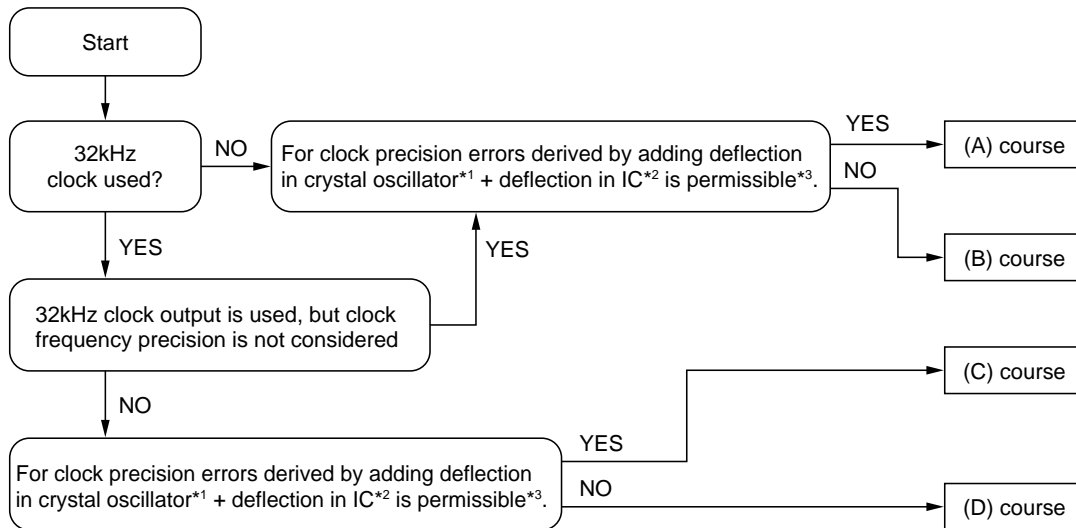 Start
32kHz
clock used?
NO
For clock precision errors derived by adding deflection
in crystal oscillator*1 + deflection in IC*2 is permissible*3.
YES
(A) course
NO
(B) course
YES
YES
32kHz clock output is used, but clock
frequency precision is not considered
NO
(C) course
For clock precision errors derived by adding deflection
in crystal oscillator*1 + deflection in IC*2 is permissible*3.
YES
NO
(D) course